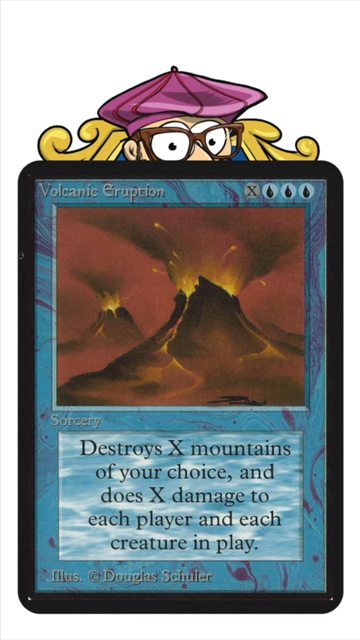 Volcanic Eruption X
Sorcery
Destroys X mountains
of your choice, and
does X damage to
each player and each
creature in play.
Illus. © Douglas Schuler